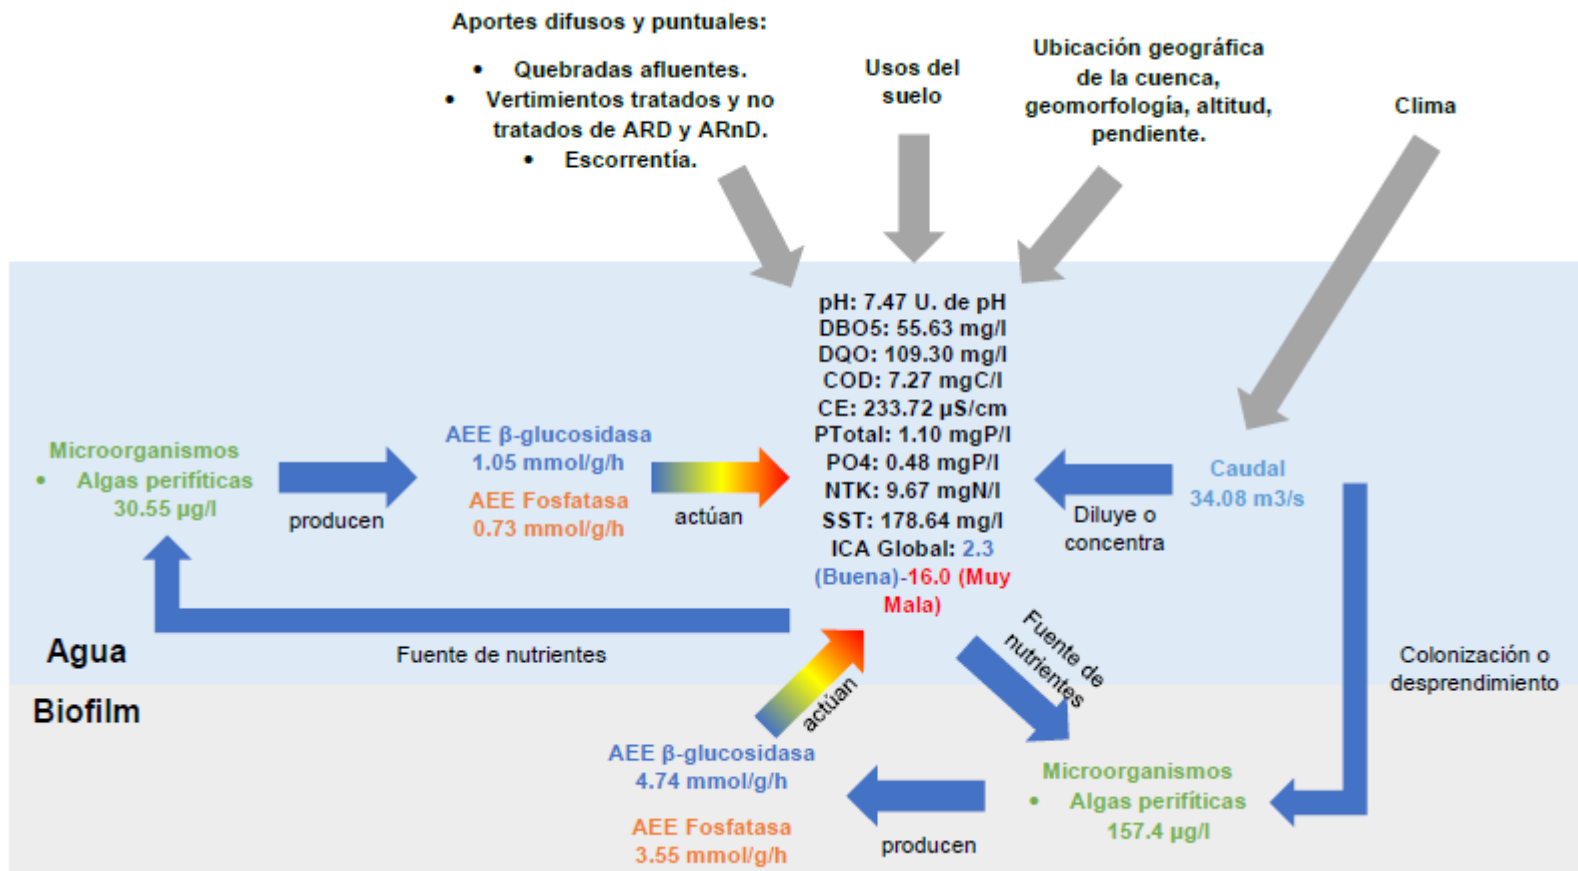 Aportes difusos y puntuales:
• Quebradas afluentes.
• Vertimientos tratados y no
tratados de ARD y ARnD.
• Escorrentía.
Usos del
suelo
Ubicación geográfica
de la cuenca,
geomorfología, altitud,
pendiente.
Clima
pH: 7.47 U. de pH
DBO5: 55.63 mg/l
DQO: 109.30 mg/l
COD: 7.27 mgC/l
CE: 233.72 µS/cm
PTotal: 1.10 mgP/l
PO4: 0.48 mgP/l
NTK: 9.67 mgN/l
SST: 178.64 mg/l
ICA Global: 2.3
(Buena)-16.0 (Muy
Mala)
Microorganismos
• Algas perifíticas
30.55 µg/l
producen
AEE β-glucosidasa
1.05 mmol/g/h
AEE Fosfatasa
0.73 mmol/g/h
actúan
Caudal
34.08 m3/s
Diluye o
concentra
Agua
Fuente de nutrientes
Fuente de
nutrientes
Colonización o
desprendimiento
Biofilm
actúan
AEE β-glucosidasa
4.74 mmol/g/h
AEE Fosfatasa
3.55 mmol/g/h
producen
Microorganismos
• Algas perifíticas
157.4 µg/l